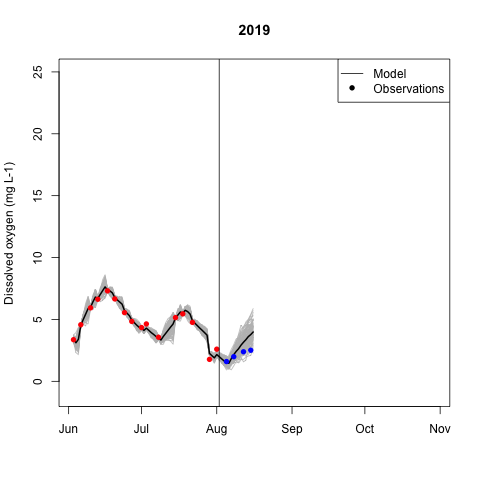 2019
Model
Observations
Dissolved oxygen (mg L-1)
25
20
15
10
5
0
Jun Jul Aug Sep Oct Nov